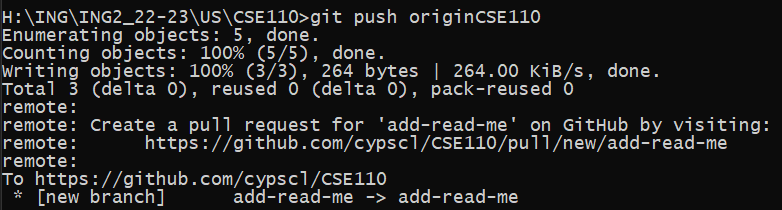 H:\ING\ING2_22-23\US\CSE110>git push originCSE110
Enumerating objects: 5, done.
Counting objects: 100% (5/5), done.
Writing objects: 100% (3/3), 264 bytes | 264.00 KiB/s, done.
Total 3 (delta 0), reused 0 (delta 0), pack-reused 0
remote:
remote: Create a pull request for 'add-read-me' on GitHub by visiting:
remote:      https://github.com/cypscl/CSE110/pull/new/add-read-me
remote:
To https://github.com/cypscl/CSE110
 * [new branch]      add-read-me -> add-read-me